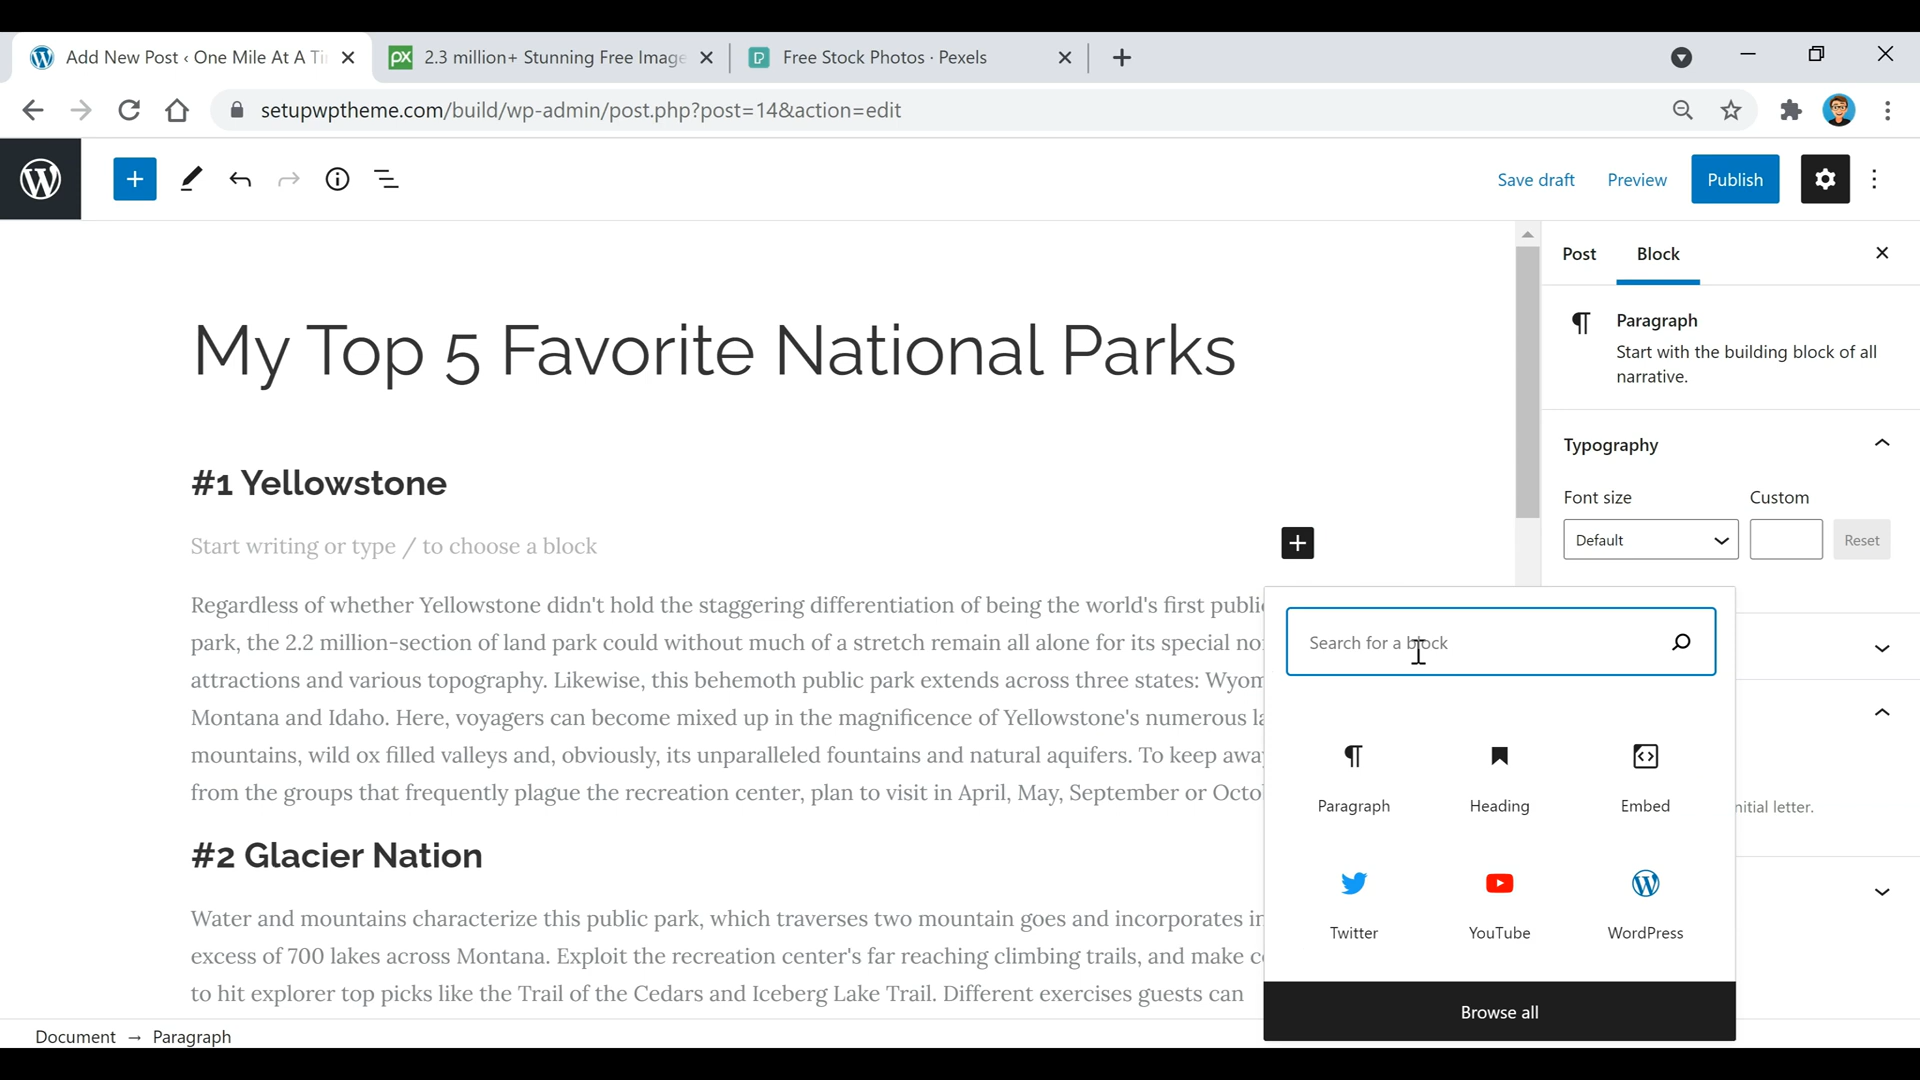 Add New Post ‹ One Mile At A Ti
2.3 million+ Stunning Free Image
Free Stock Photos · Pexels
setupwptheme.com/build/wp-admin/post.php?post=14&action=edit
Save draft
Preview
Publish
Post
Block
My Top 5 Favorite National Parks
Paragraph
Start with the building block of all
narrative.
Typography
Font size
Custom
Default
Reset
#1 Yellowstone
Start writing or type / to choose a block
Regardless of whether Yellowstone didn't hold the staggering differentiation of being the world's first publi
park, the 2.2 million-section of land park could without much of a stretch remain all alone for its special no
attractions and various topography. Likewise, this behemoth public park extends across three states: Wyom
Montana and Idaho. Here, voyagers can become mixed up in the magnificence of Yellowstone's numerous la
mountains, wild ox filled valleys and, obviously, its unparalleled fountains and natural aquifers. To keep awa
from the groups that frequently plague the recreation center, plan to visit in April, May, September or Octo
#2 Glacier Nation
Water and mountains characterize this public park, which traverses two mountain goes and incorporates in
excess of 700 lakes across Montana. Exploit the recreation center's far reaching climbing trails, and make c
to hit explorer top picks like the Trail of the Cedars and Iceberg Lake Trail. Different exercises guests can
Search for a block
Paragraph
Heading
Embed
nitial letter.
Twitter
YouTube
WordPress
Browse all
Document → Paragraph